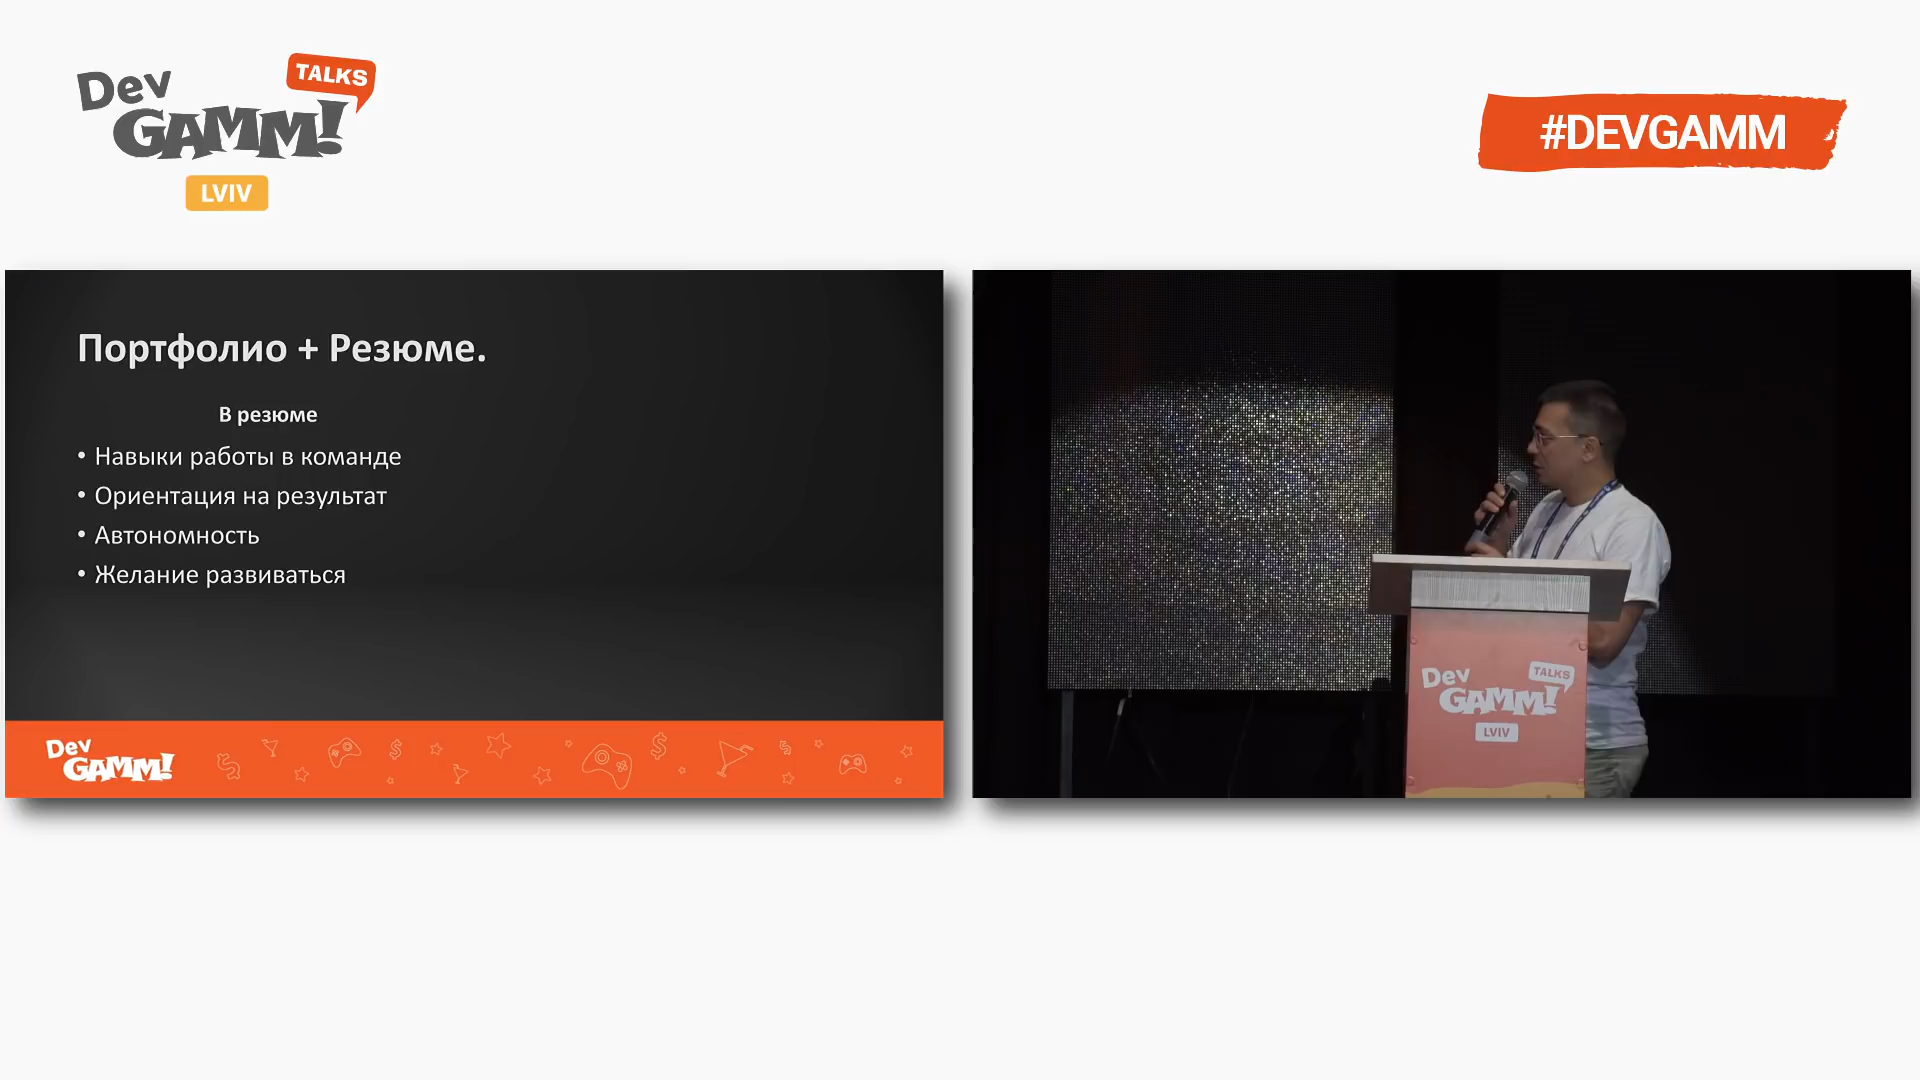 Dev
GAMM!
TALKS
LVIV
#DEVGAMM
Портфолио + Резюме.
В резюме
• Навыки работы в команде
• Ориентация на результат
• Автономность
• Желание развиваться
Dev
GAMM!
Dev
GAMM!
TALKS
LVIV